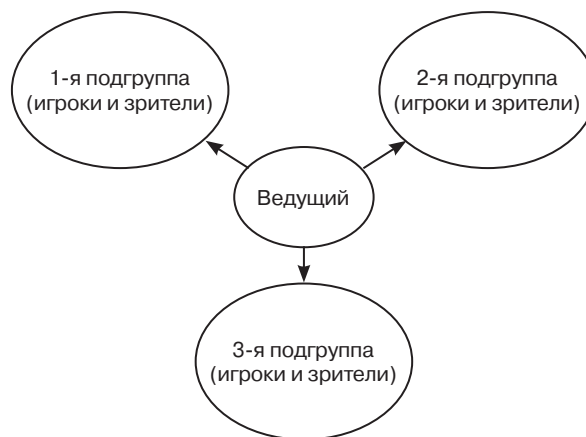 1-я подгруппа
(игроки и зрители)
2-я подгруппа
(игроки и зрители)
Ведущий
3-я подгруппа
(игроки и зрители)